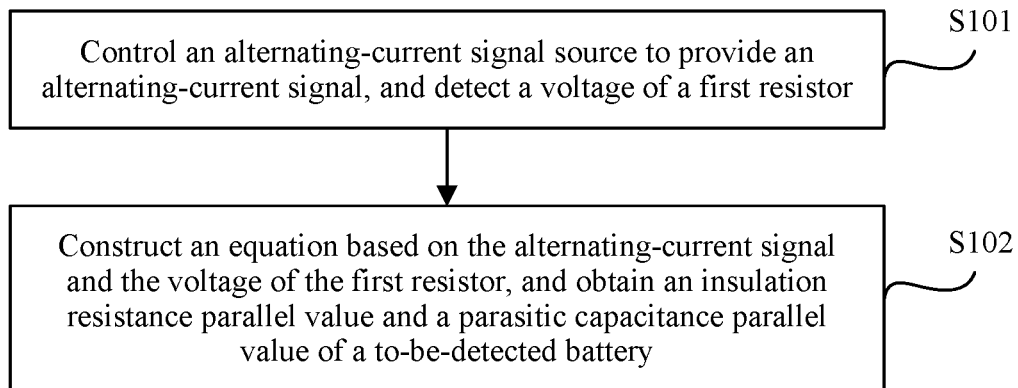 Control an alternating-current signal source to provide an
alternating-current signal, and detect a voltage of a first resistor
S101
Construct an equation based on the alternating-current signal
and the voltage of the first resistor, and obtain an insulation
resistance parallel value and a parasitic capacitance parallel
value of a to-be-detected battery
S102